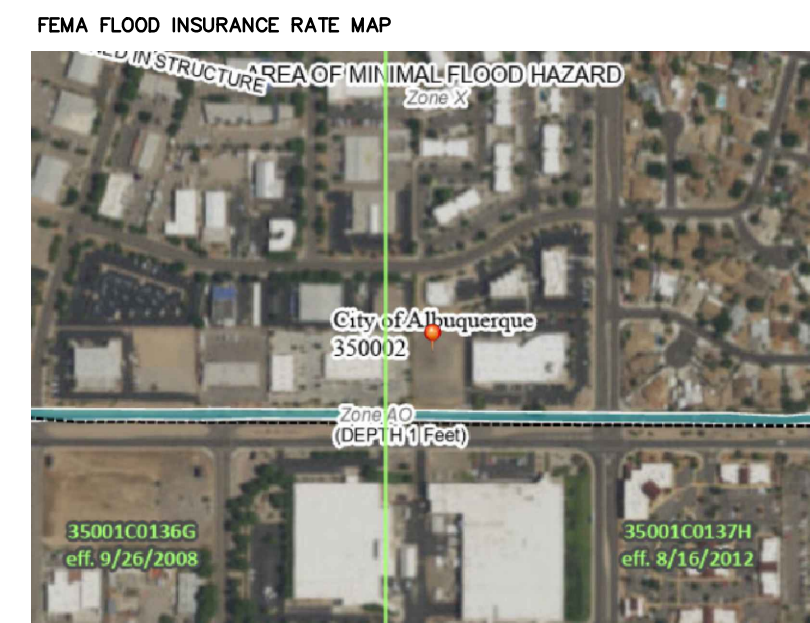 FEMA FLOOD INSURANCE RATE MAP
IN STRUCTURE
AREA OF MINIMAL FLOOD HAZARD
Zone X
City of Albuquerque
350002
Zone AO
(DEPTH 1 Feet)
35001C0136G
eff. 9/26/2008
35001C0137H
eff. 8/16/2012